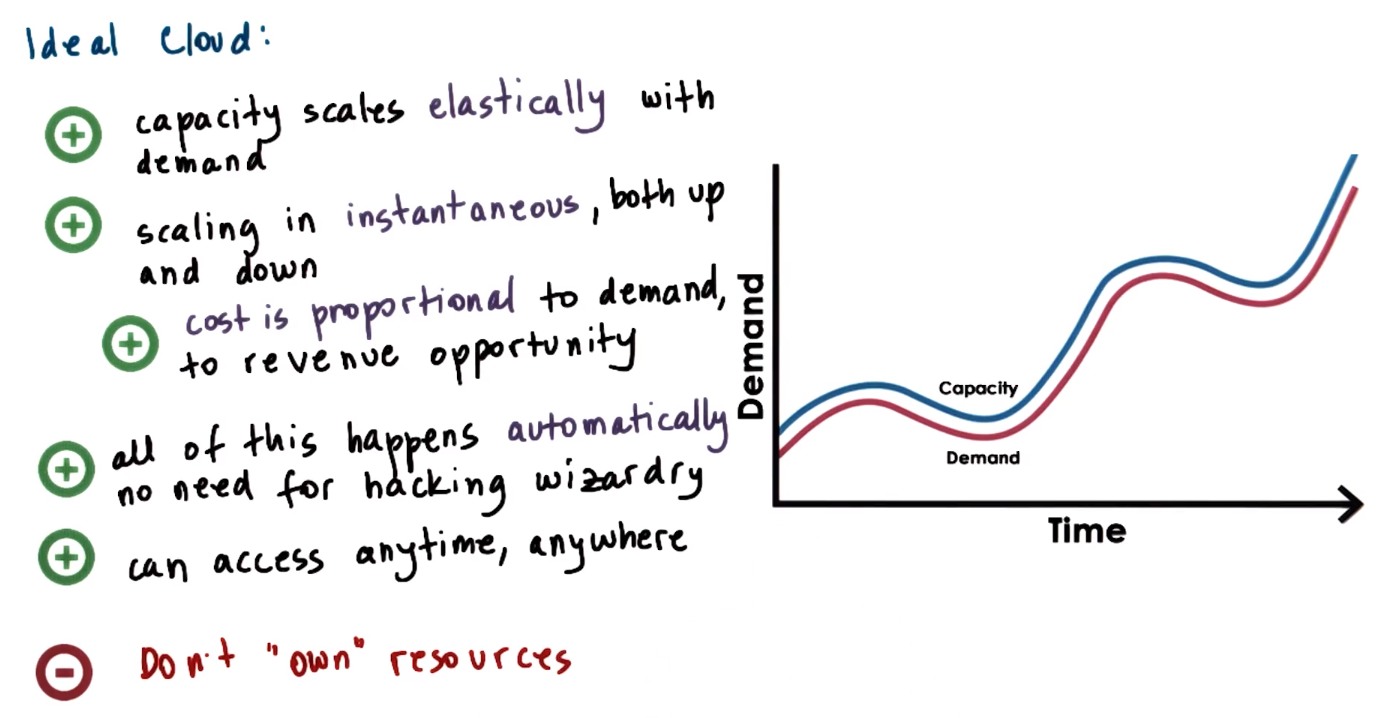 Ideal Cloud:
capacity scales elastically with
demand
scaling in instantaneous, both up
and down
cost is proportional to demand,
to revenue opportunity
all of this happens automatically
no need for hacking wizardry
can access anytime, anywhere
Don't "own" resources
Demand
Capacity
Demand
Time